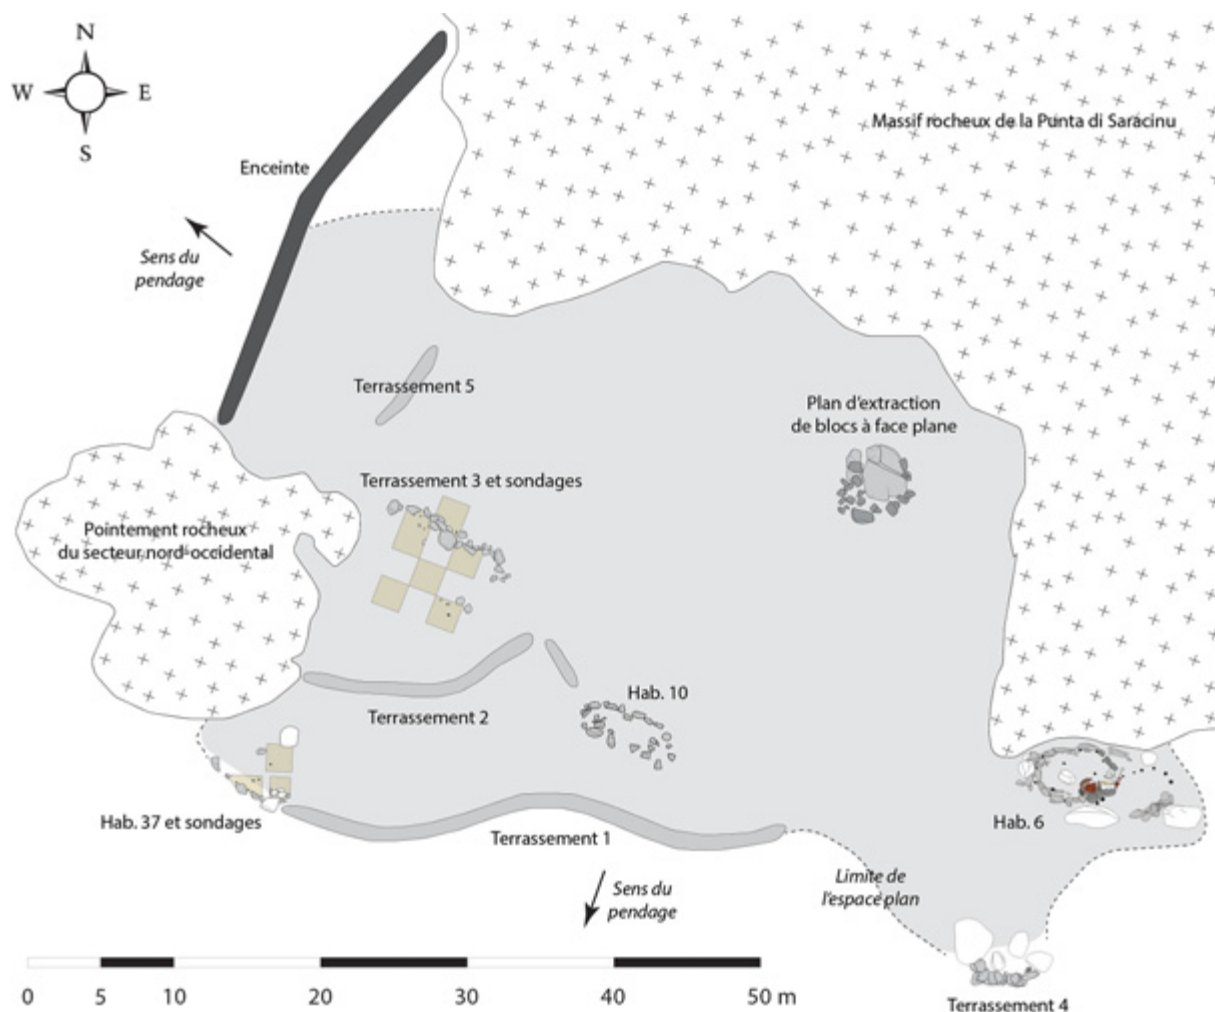 N
W E
S
Massif rocheux de la Punta di Saracinu
Enceinte
Sens du
pendage
Terrassement 5
Plan d'extraction
de blocs à face plane
Terrassement 3 et sondages
Pointement rocheux
du secteur nord-occidental
Hab. 10
Terrassement 2
Hab. 37 et sondages
Terrassement 1
Hab. 6
Sens du
pendage
Limite de
l'espace plan
0 5 10 20 30 40 50 m
Terrassement 4